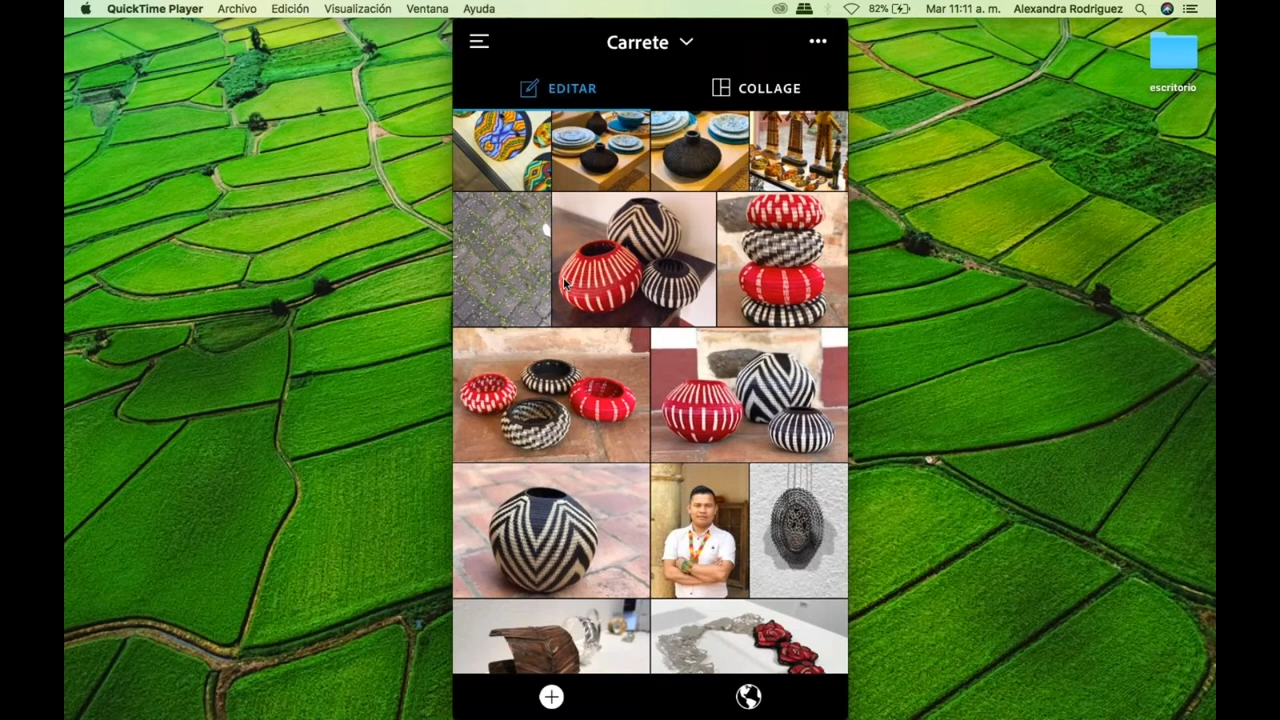 QuickTime Player Archivo Edición Visualización Ventana Ayuda 82% Mar 11:11 a. m. Alexandra Rodriguez
Carrete
EDITAR COLLAGE
escritorio